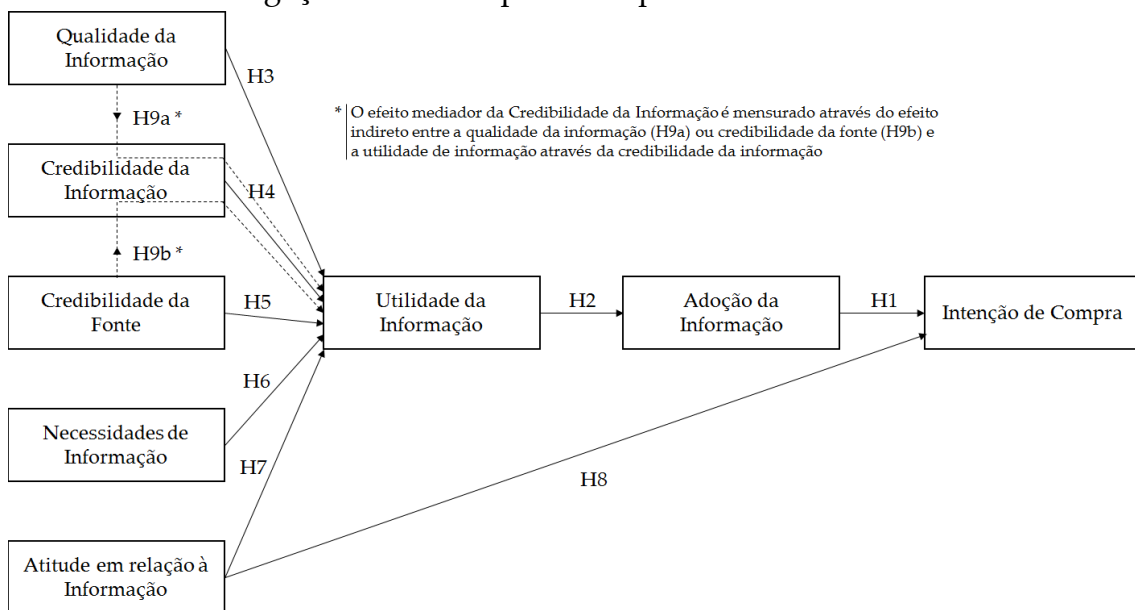 Qualidade da
Informação
H3
H9a *
* O efeito mediador da Credibilidade da Informação é mensurado através do efeito
indireto entre a qualidade da informação (H9a) ou credibilidade da fonte (H9b) e
a utilidade de informação através da credibilidade da informação
Credibilidade da
Informação
H4
H9b *
Credibilidade da
Fonte
H5
Utilidade da
Informação
H2
Adoção da
Informação
H1
Intenção de Compra
H6
Necessidades de
Informação
H7
H8
Atitude em relação à
Informação